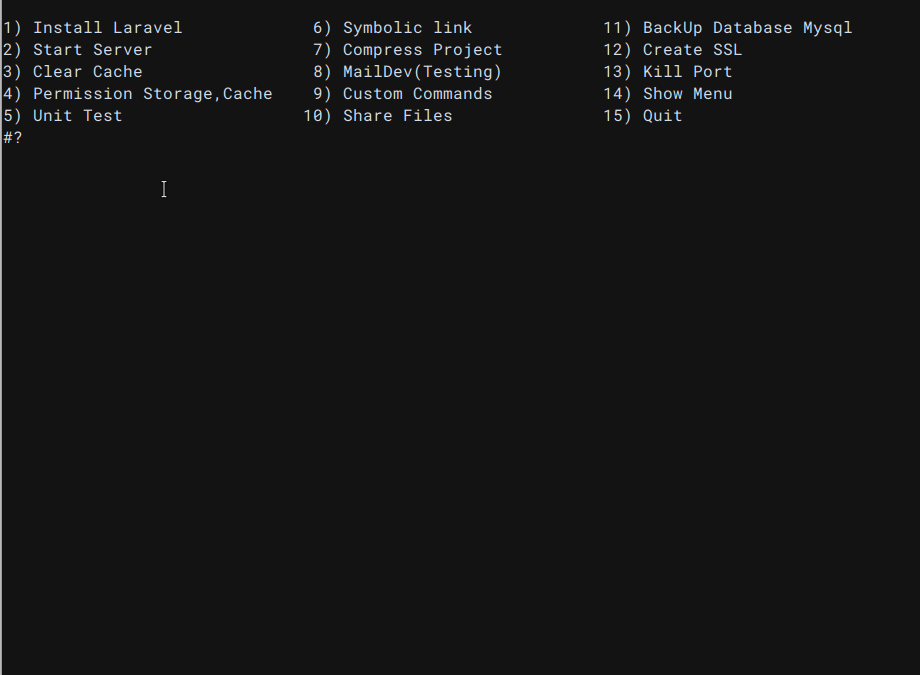 1) Install Laravel 6) Symbolic link 11) BackUp Database Mysql
2) Start Server 7) Compress Project 12) Create SSL
3) Clear Cache 8) MailDev(Testing) 13) Kill Port
4) Permission Storage,Cache 9) Custom Commands 14) Show Menu
5) Unit Test 10) Share Files 15) Quit
#?